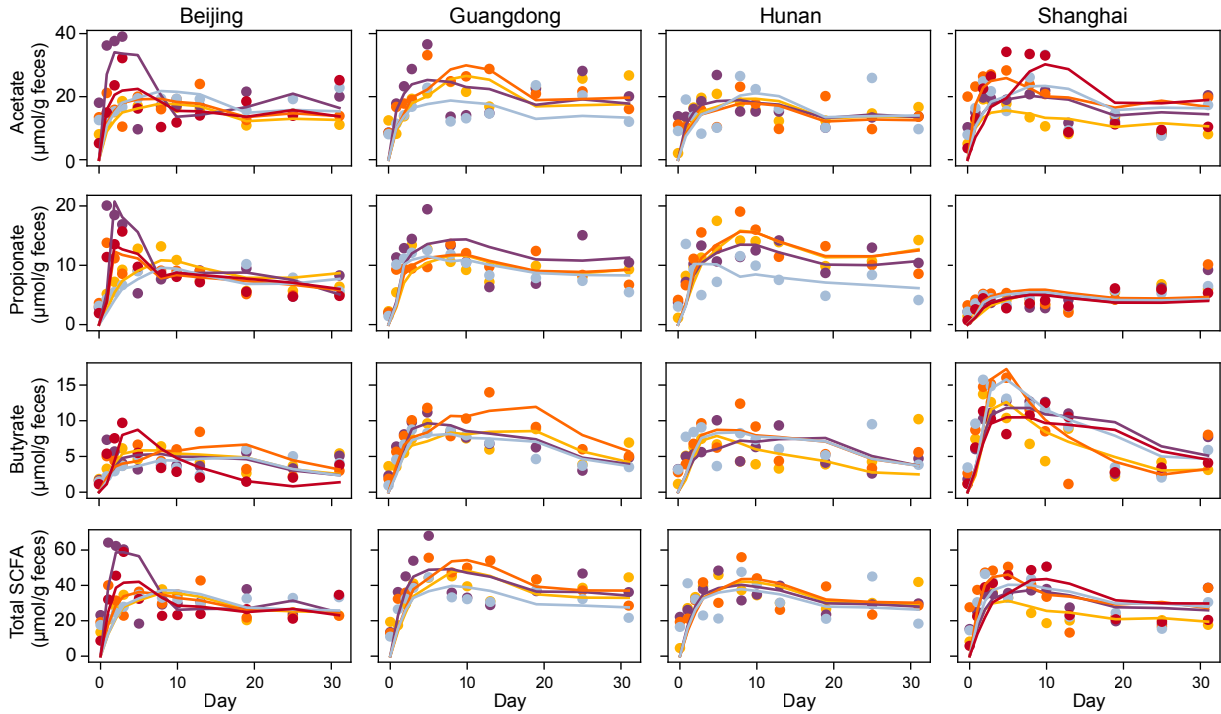 Beijing Guangdong Hunan Shanghai
Acetate
(μmol/g feces)
40
20
0
Propionate
(μmol/g feces)
20
10
0
Butyrate
(μmol/g feces)
15
10
5
0
Total SCFA
(μmol/g feces)
60
40
20
0
0 10 20 30 0 10 20 30 0 10 20 30 0 10 20 30
Day Day Day Day